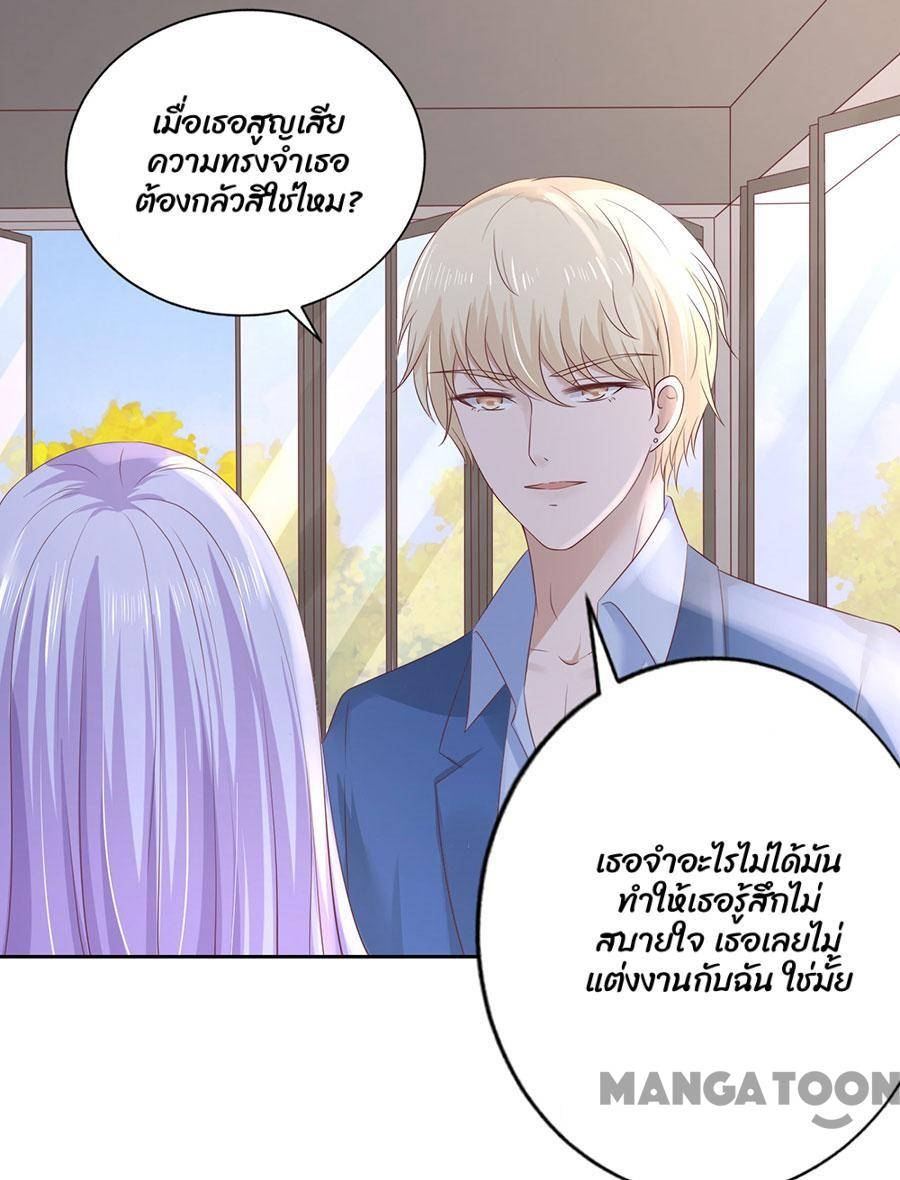 เมื่อเธอสูญเสีย
ความทรงจำเธอ
ต้องกลัวสิใช่ไหม?
เธอจำอะไรไม่ได้มัน
ทำให้เธอรู้สึกไม่
สบายใจ เธอเลยไม่
แต่งงานกับฉัน ใช่มั้ย
MANGATOON